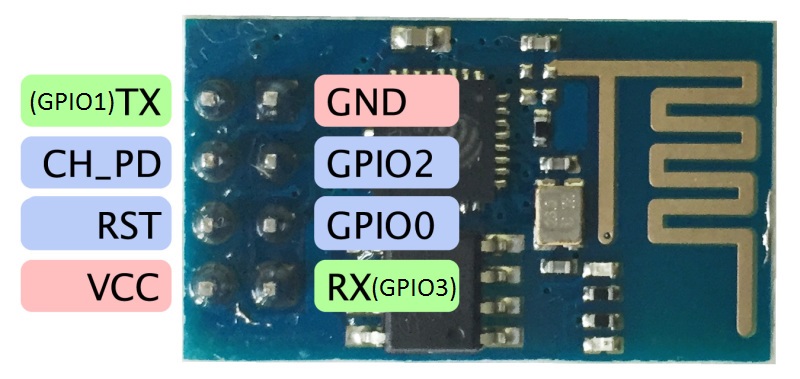 (GPIO1)TX GND
CH_PD GPIO2
RST GPIO0
VCC RX(GPIO3)